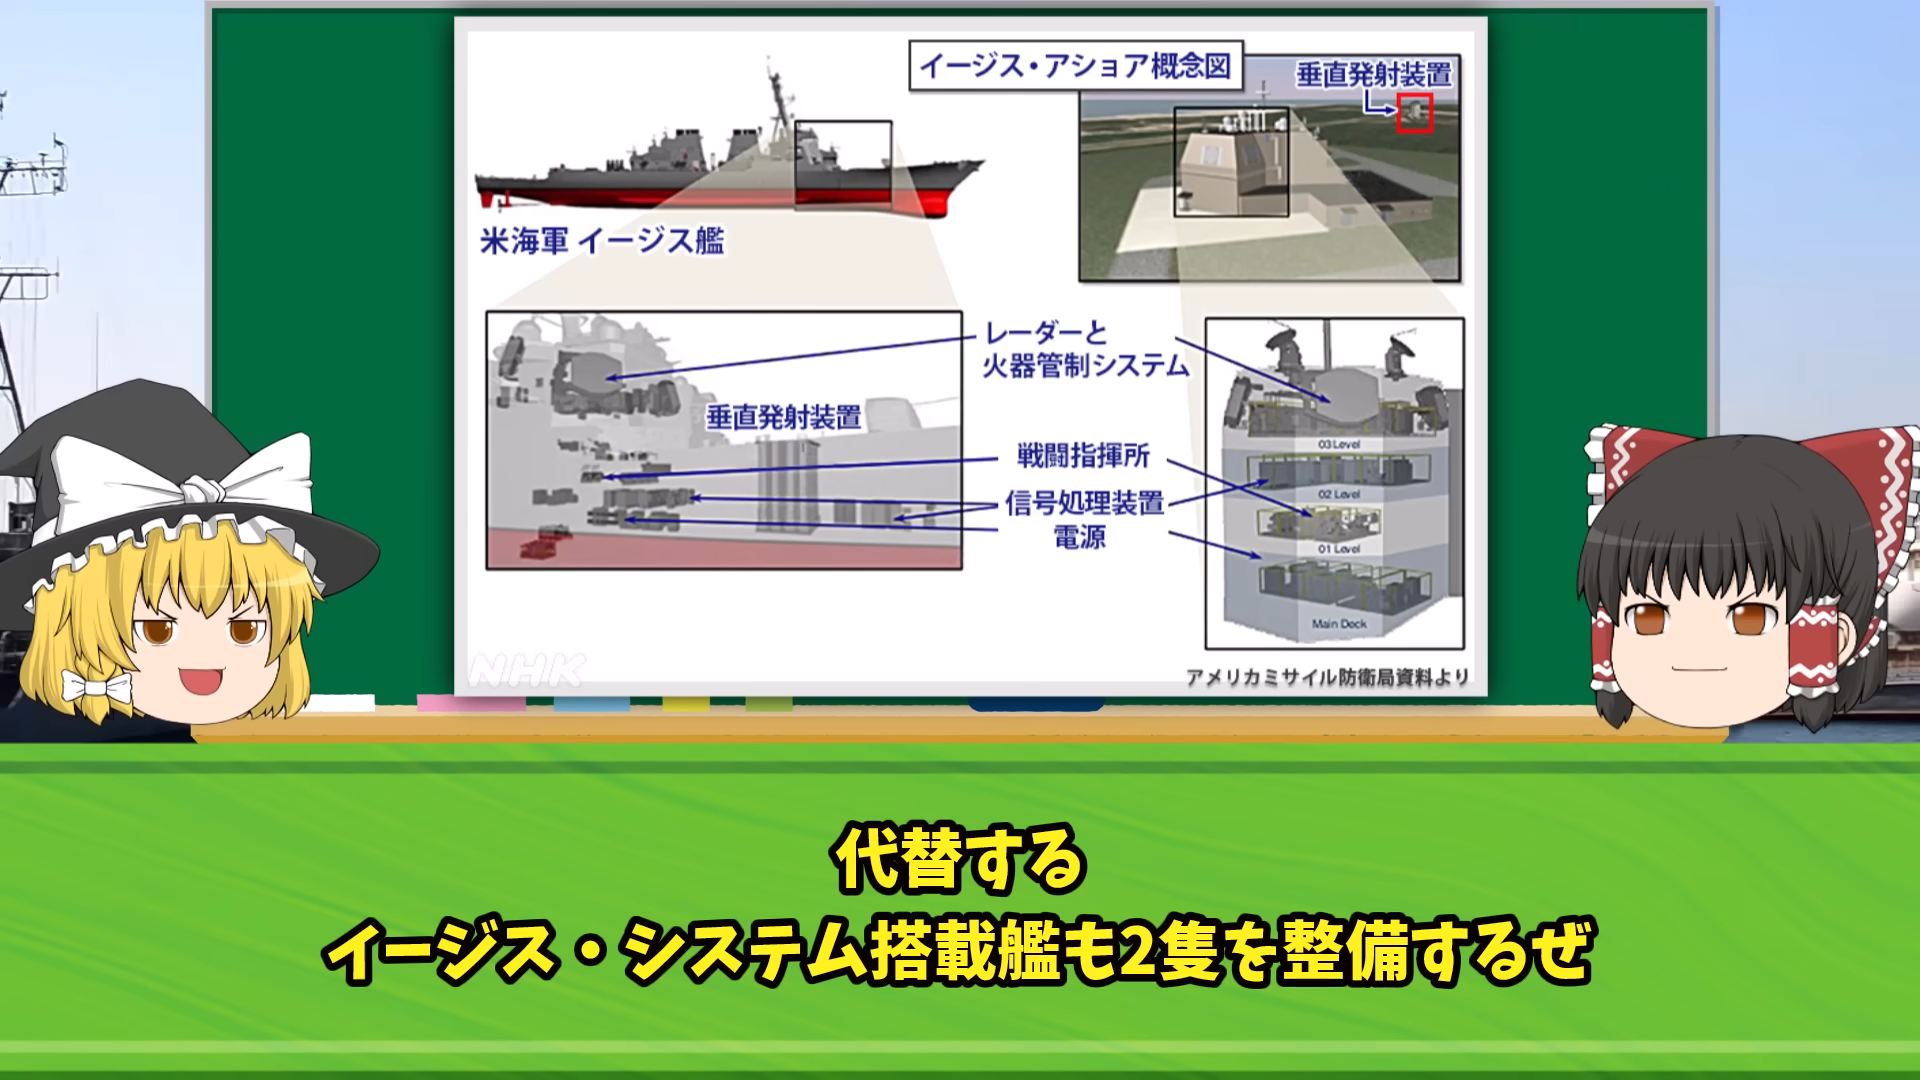 イージス・アショア概念図
垂直発射装置
米海軍 イージス艦
レーダーと
火器管制システム
垂直発射装置
戦闘指揮所
信号処理装置
電源
03 Level
02 Level
01 Level
Main Deck
NHK
アメリカミサイル防衛局資料より
代替する
イージス・システム搭載艦も2隻を整備するぜ